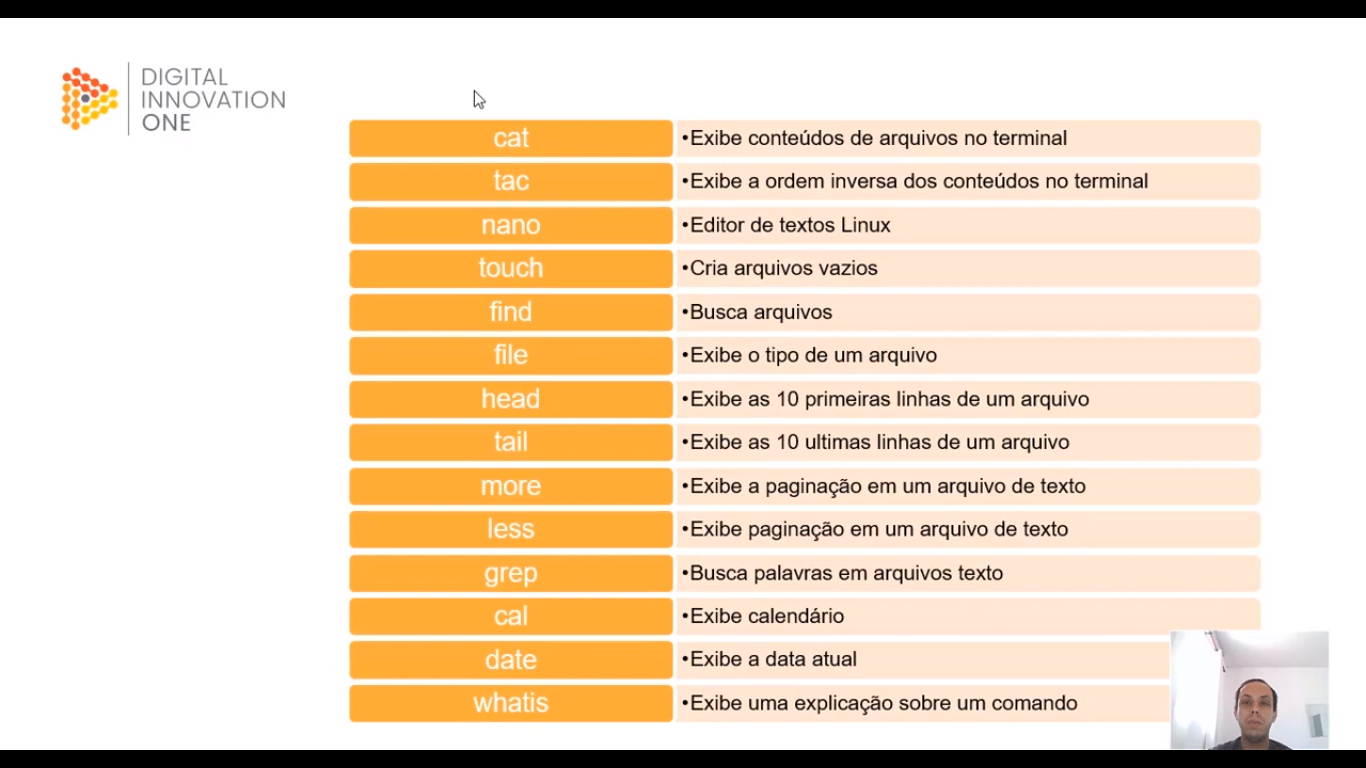 DIGITAL
INNOVATION
ONE
cat
•Exibe conteúdos de arquivos no terminal
tac
•Exibe a ordem inversa dos conteúdos no terminal
nano
•Editor de textos Linux
touch
•Cria arquivos vazios
find
•Busca arquivos
file
•Exibe o tipo de um arquivo
head
•Exibe as 10 primeiras linhas de um arquivo
tail
•Exibe as 10 ultimas linhas de um arquivo
more
•Exibe a paginação em um arquivo de texto
less
•Exibe paginação em um arquivo de texto
grep
•Busca palavras em arquivos texto
cal
•Exibe calendário
date
•Exibe a data atual
whatis
•Exibe uma explicação sobre um comando